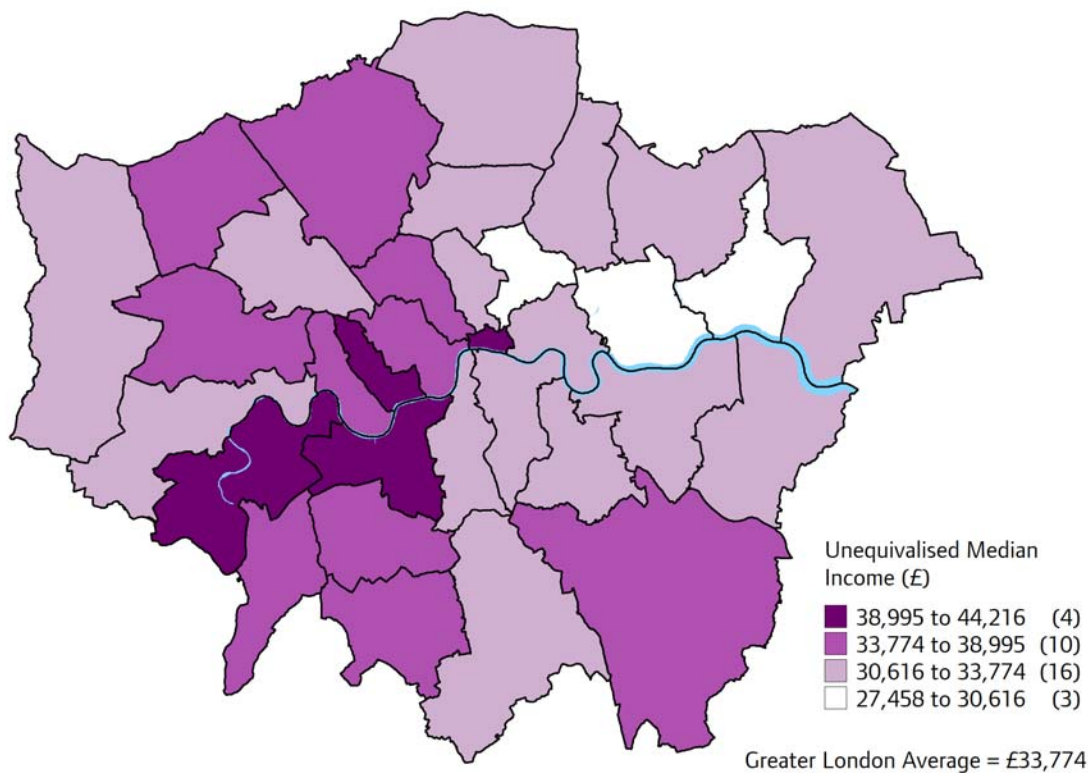 Unequivalised Median
Income (£)
38,995 to 44,216 (4)
33,774 to 38,995 (10)
30,616 to 33,774 (16)
27,458 to 30,616 (3)
Greater London Average = £33,774